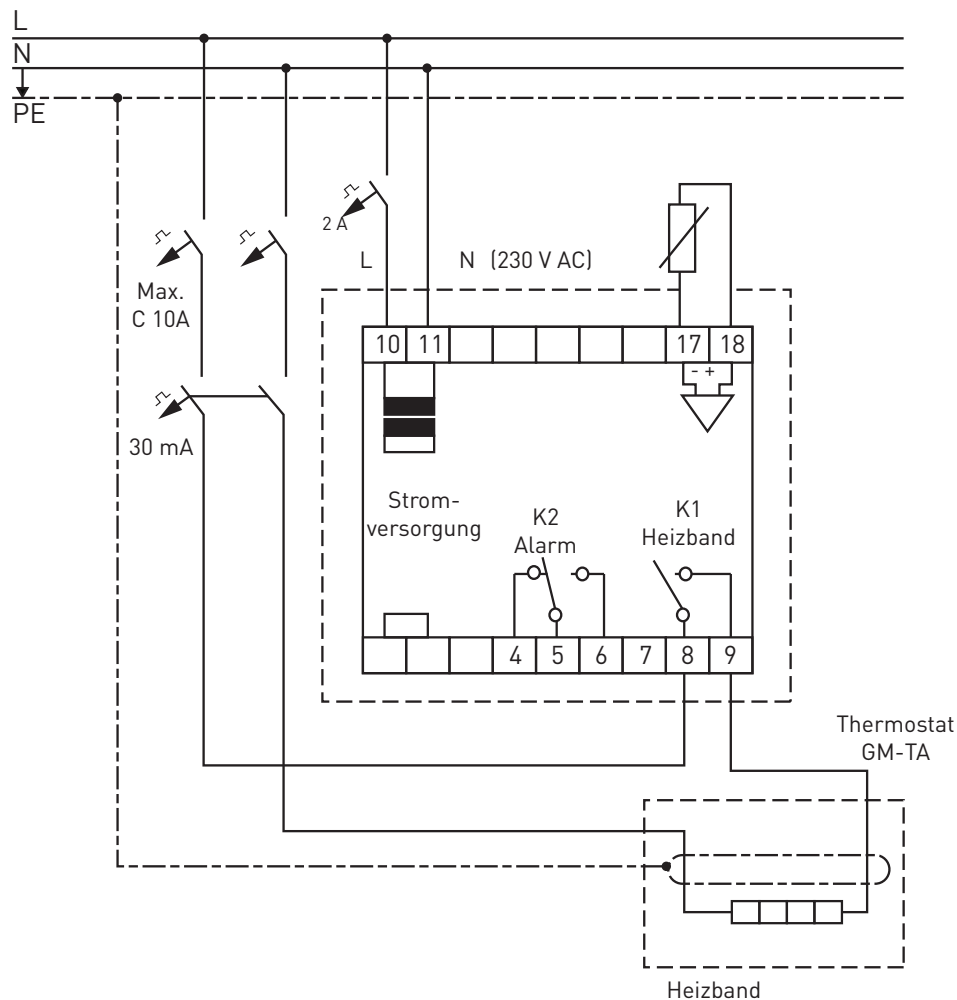 L
N
PE
2 A
L
N (230 V AC)
Max.
C 10A
10 11 17 18
- +
30 mA
Strom-
versorgung
K2
Alarm
K1
Heizband
4 5 6 7 8 9
Thermostat
GM-TA
Heizband